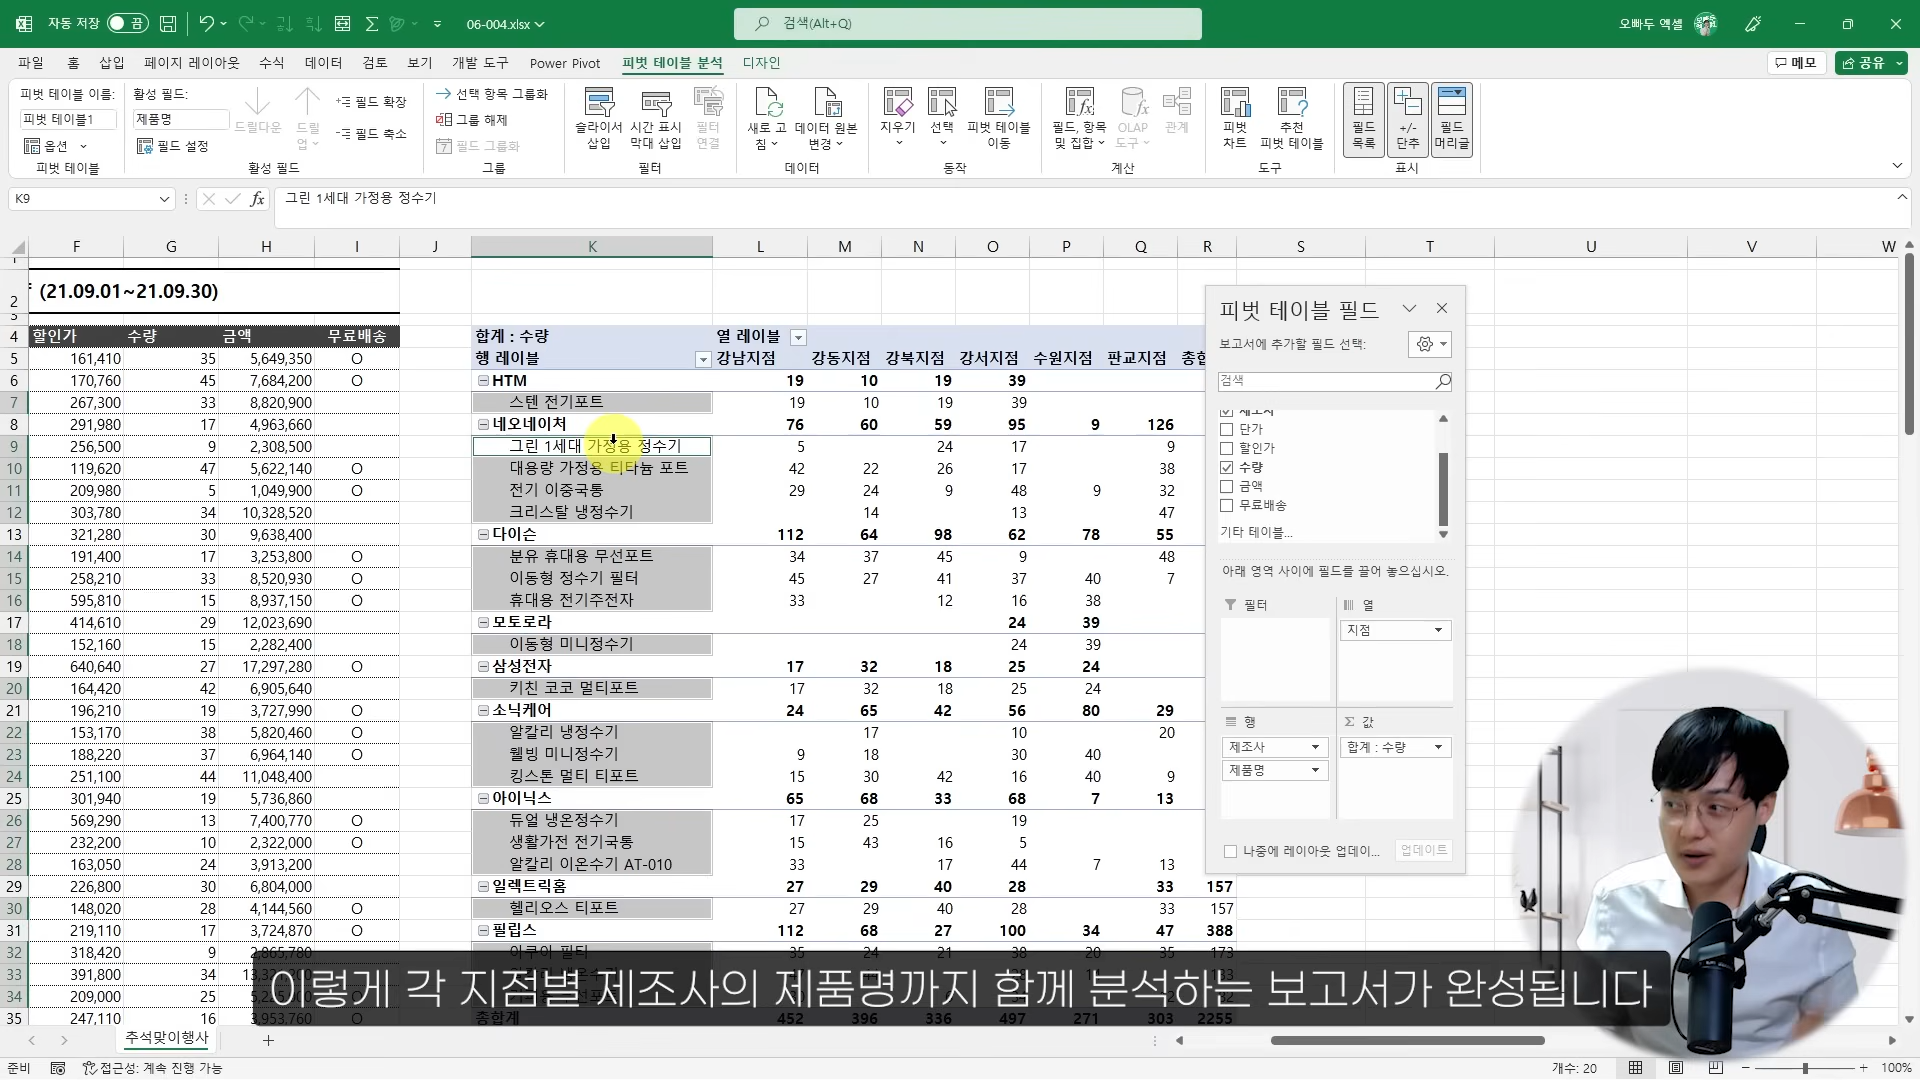 자동 저장 끔 06-004.xlsx 검색(Alt+Q) 오빠두 엑셀
파일 홈 삽입 페이지 레이아웃 수식 데이터 검토 보기 개발 도구 Power Pivot 피벗 테이블 분석 디자인 메모 공유
피벗 테이블 이름:
피벗 테이블1
옵션
피벗 테이블
활성 필드:
제품명
필드 설정
드릴다운
드릴
업
필드 확장
필드 축소
활성 필드
선택 항목 그룹화
그룹 해제
필드 그룹화
그룹
슬라이서
삽입
시간 표시
막대 삽입
필터
연결
필터
새로 고
침
데이터 원본
변경
데이터
지우기
선택
피벗 테이블
이동
동작
필드, 항목
및 집합
OLAP
도구
관계
계산
피벗
차트
추천
피벗 테이블
도구
필드
목록
+/-
단추
필드
머리글
표시
K9 fx 그린 1세대 가정용 정수기
F G H I J K L M N O P Q R S T U V W
1
2 (21.09.01~21.09.30)
3
4 할인가 수량 금액 무료배송 합계 : 수량 열 레이블
5 161,410 35 5,649,350 O 행 레이블 강남지점 강동지점 강북지점 강서지점 수원지점 판교지점 총합
6 170,760 45 7,684,200 O HTM 19 10 19 39
7 267,300 33 8,820,900 스텐 전기포트 19 10 19 39
8 291,980 17 4,963,660 네오네이처 76 60 59 95 9 126
9 256,500 9 2,308,500 그린 1세대 가정용 정수기 5 24 17 9
10 119,620 47 5,622,140 O 대용량 가정용 티타늄 포트 42 22 26 17 38
11 209,980 5 1,049,900 O 전기 이중국통 29 24 9 48 9 32
12 303,780 34 10,328,520 크리스탈 냉정수기 14 13 47
13 321,280 30 9,638,400 다이슨 112 64 98 62 78 55
14 191,400 17 3,253,800 O 분유 휴대용 무선포트 34 37 45 9 48
15 258,210 33 8,520,930 O 이동형 정수기 필터 45 27 41 37 40 7
16 595,810 15 8,937,150 O 휴대용 전기주전자 33 12 16 38
17 414,610 29 12,023,690 모토로라 24 39
18 152,160 15 2,282,400 이동형 미니정수기 24 39
19 640,640 27 17,297,280 O 삼성전자 17 32 18 25 24
20 164,420 42 6,905,640 키친 코코 멀티포트 17 32 18 25 24
21 196,210 19 3,727,990 O 소닉케어 24 65 42 56 80 29
22 153,170 38 5,820,460 O 알칼리 냉정수기 17 10 20
23 188,220 37 6,964,140 O 웰빙 미니정수기 9 18 30 40
24 251,100 44 11,048,400 킹스톤 멀티 티포트 15 30 42 16 40 9
25 301,940 19 5,736,860 아이닉스 65 68 33 68 7 13
26 569,290 13 7,400,770 O 듀얼 냉온정수기 17 25 19
27 232,200 10 2,322,000 O 생활가전 전기국통 15 43 16 5
28 163,050 24 3,913,200 알칼리 이온수기 AT-010 33 17 44 7 13
29 226,800 30 6,804,000 일렉트릭홈 27 29 40 28 33 157
30 148,020 28 4,144,560 O 헬리오스 티포트 27 29 40 28 33 157
31 219,110 17 3,724,870 O 필립스 112 68 27 100 34 47 388
32 318,420 9 2,865,780 아쿠아 필터 35 24 21 38 20 35 173
33 391,800 34
34 209,000 25
35 247,110 16 3,953,760 O 총합계 452 396 336 497 271 303 2255
피벗 테이블 필드
보고서에 추가할 필드 선택:
검색
제조사
단가
할인가
수량
금액
무료배송
기타 테이블...
아래 영역 사이에 필드를 끌어 놓으십시오.
필터 열
지점
행 Σ 값
제조사 합계 : 수량
제품명
나중에 레이아웃 업데이... 업데이트
이렇게 각 지점별 제조사의 제품명까지 함께 분석하는 보고서가 완성됩니다
추석맞이행사
준비 접근성: 계속 진행 가능 개수: 20 100%